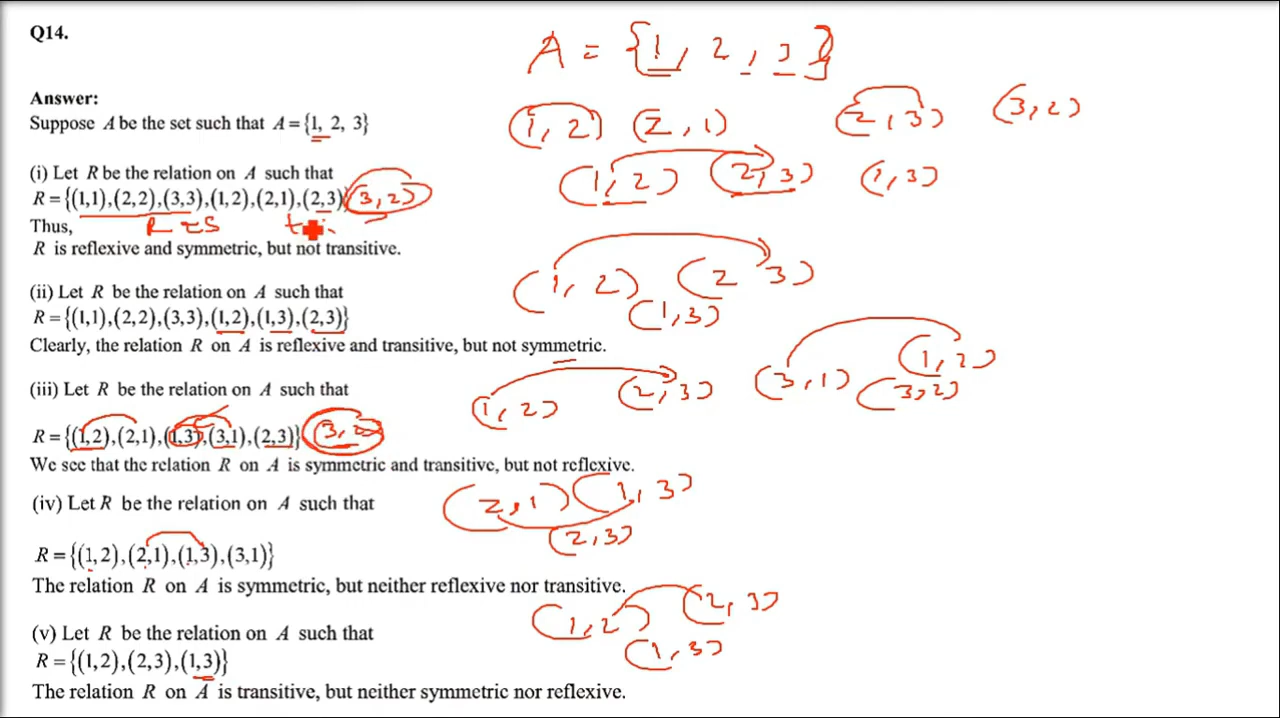 Q14.
A = {1, 2, 3}
Answer:
Suppose A be the set such that A = {1, 2, 3}
(1, 2) (2, 1) (2, 3) (3, 2)
(i) Let R be the relation on A such that
(1, 2) (2, 3) (1, 3)
R = {(1,1),(2,2),(3,3),(1,2),(2,1),(2,3)} (3,2)
Thus,
R is reflexive and symmetric, but not transitive.
(1, 2) (2 3)
(ii) Let R be the relation on A such that
(1,3)
R = {(1,1),(2,2),(3,3),(1,2),(1,3),(2,3)}
Clearly, the relation R on A is reflexive and transitive, but not symmetric.
(1, 2)
(iii) Let R be the relation on A such that
(1, 2) (2, 3) (3, 1) (3, 2)
R = {(1,2),(2,1),(1,3),(3,1),(2,3)} (3, 2)
We see that the relation R on A is symmetric and transitive, but not reflexive.
(2, 1) (1, 3)
(iv) Let R be the relation on A such that
(2, 3)
R = {(1,2),(2,1),(1,3),(3,1)}
The relation R on A is symmetric, but neither reflexive nor transitive.
(1, 2) (2, 3)
(v) Let R be the relation on A such that
(1, 3)
R = {(1,2),(2,3),(1,3)}
The relation R on A is transitive, but neither symmetric nor reflexive.